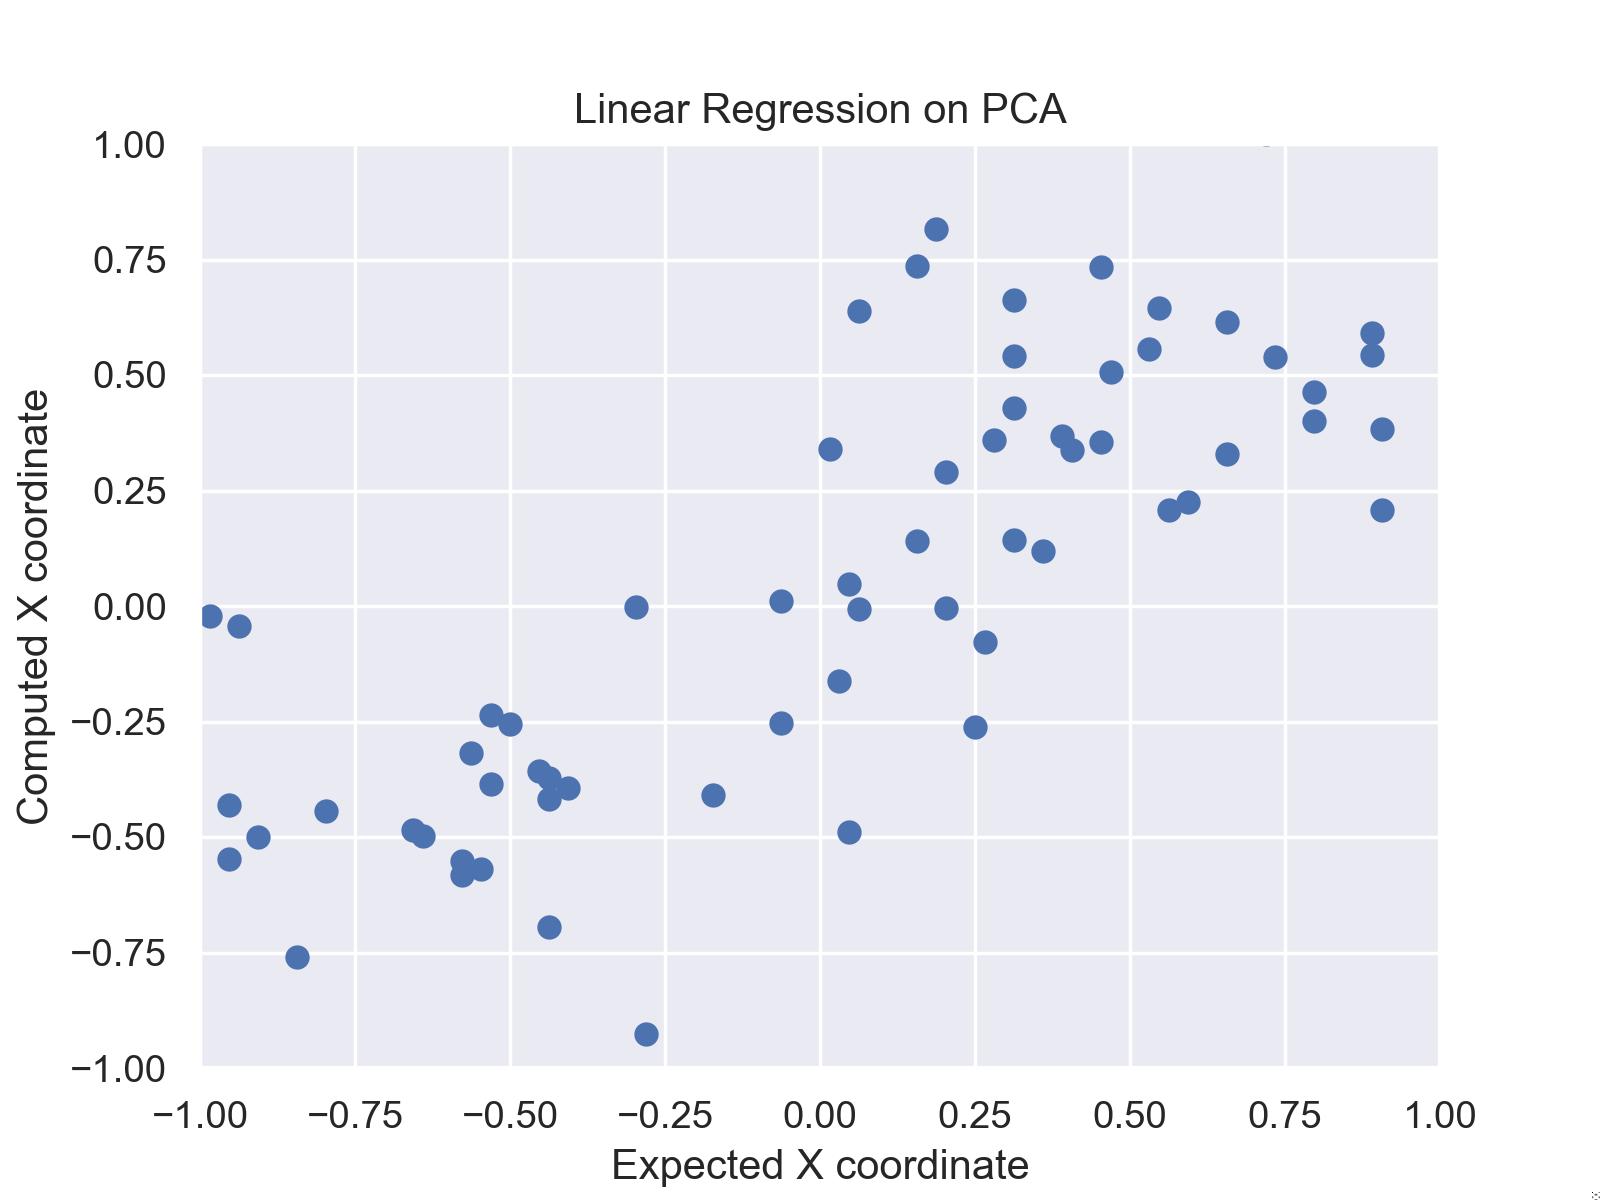 Linear Regression on PCA
1.00
0.75
0.50
0.25
0.00
−0.25
−0.50
−0.75
−1.00
Computed X coordinate
−1.00 −0.75 −0.50 −0.25 0.00 0.25 0.50 0.75 1.00
Expected X coordinate